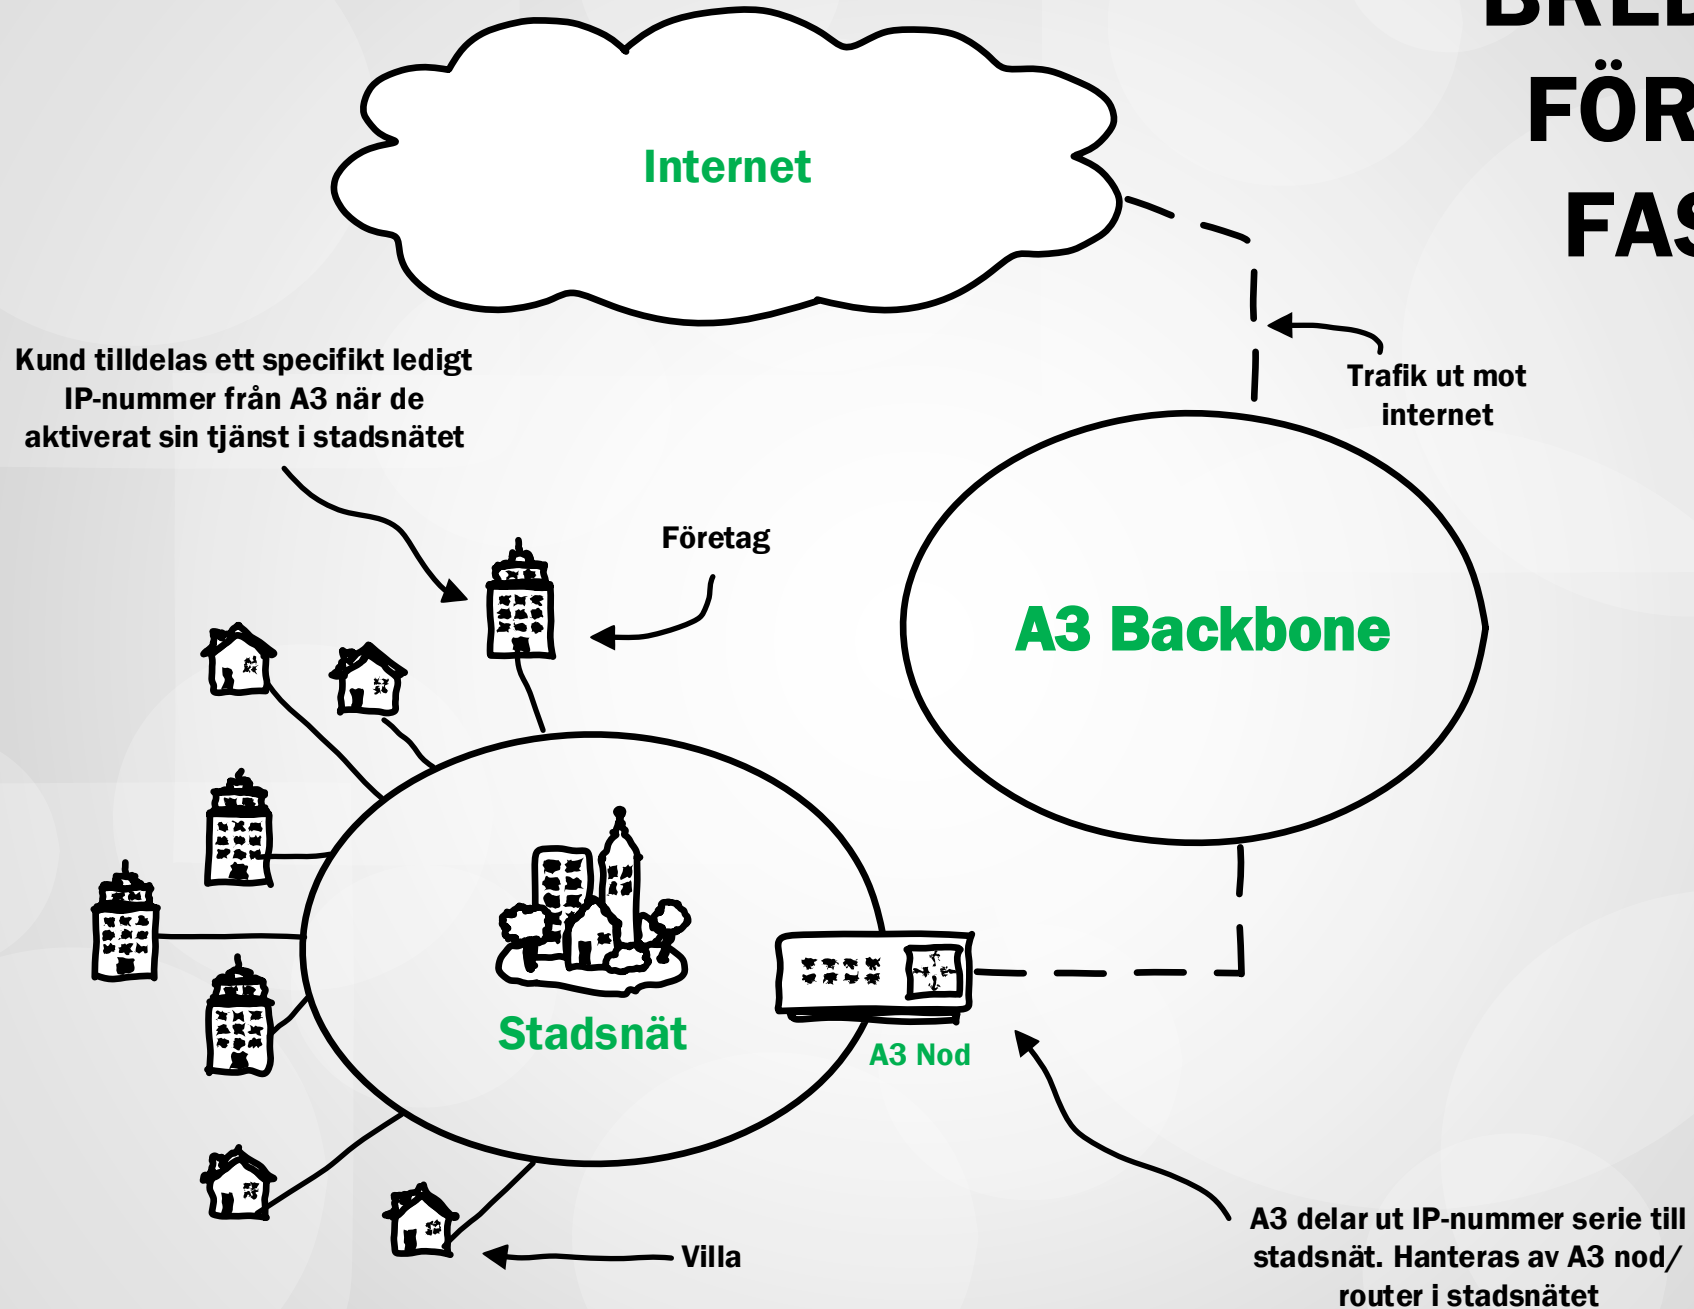 FÖR
Internet
Kund tilldelas ett specifikt ledigt
IP-nummer från A3 när de
aktiverat sin tjänst i stadsnätet
Trafik ut mot
internet
Företag
A3 Backbone
Stadsnät
A3 Nod
Villa
A3 delar ut IP-nummer serie till
stadsnät. Hanteras av A3 nod/
router i stadsnätet